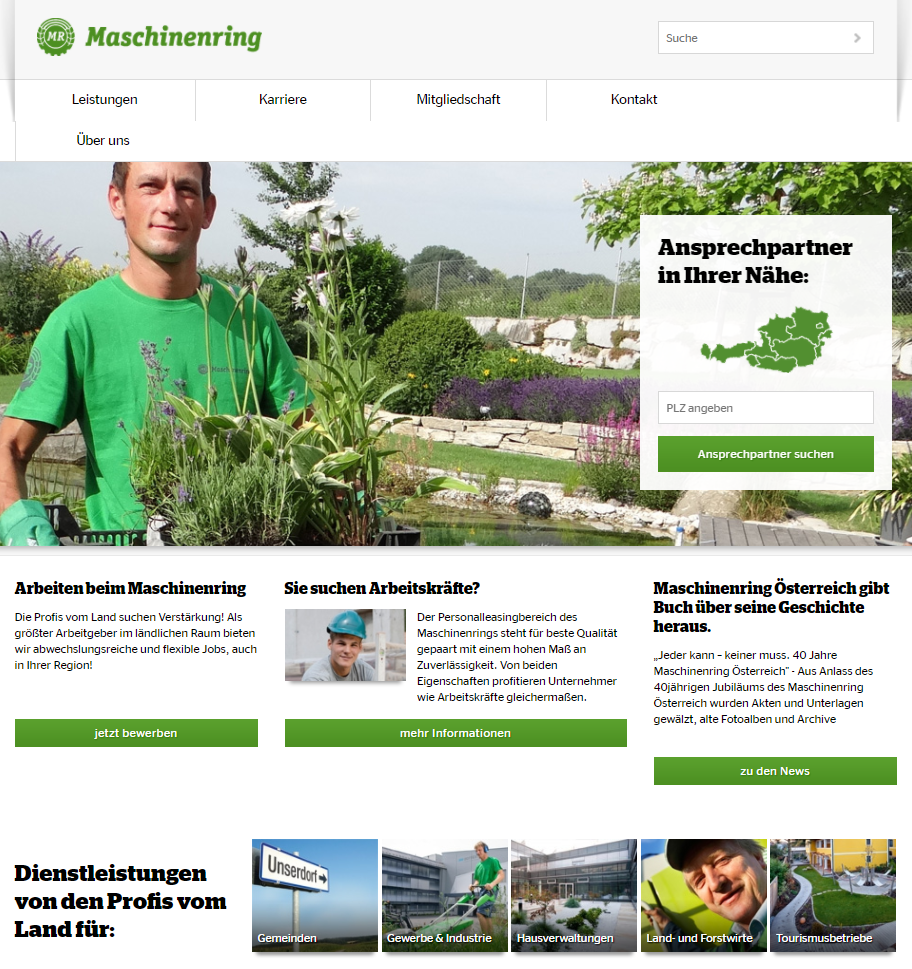 MR Maschinenring
Suche
Leistungen
Karriere
Mitgliedschaft
Kontakt
Über uns
Maschinenring
Ansprechpartner
in Ihrer Nähe:
PLZ angeben
Ansprechpartner suchen
Arbeiten beim Maschinenring
Die Profis vom Land suchen Verstärkung! Als
größter Arbeitgeber im ländlichen Raum bieten
wir abwechslungsreiche und flexible Jobs, auch
in Ihrer Region!
jetzt bewerben
Sie suchen Arbeitskräfte?
Der Personalleasingbereich des
Maschinenrings steht für beste Qualität
gepaart mit einem hohen Maß an
Zuverlässigkeit. Von beiden
Eigenschaften profitieren Unternehmer
wie Arbeitskräfte gleichermaßen.
mehr Informationen
Maschinenring Österreich gibt
Buch über seine Geschichte
heraus.
„Jeder kann – keiner muss. 40 Jahre
Maschinenring Österreich" - Aus Anlass des
40jährigen Jubiläums des Maschinenring
Österreich wurden Akten und Unterlagen
gewälzt, alte Fotoalben und Archive
zu den News
Dienstleistungen
von den Profis vom
Land für:
Unserdorf
Gemeinden
Gewerbe & Industrie
Hausverwaltungen
Land- und Forstwirte
Tourismusbetriebe